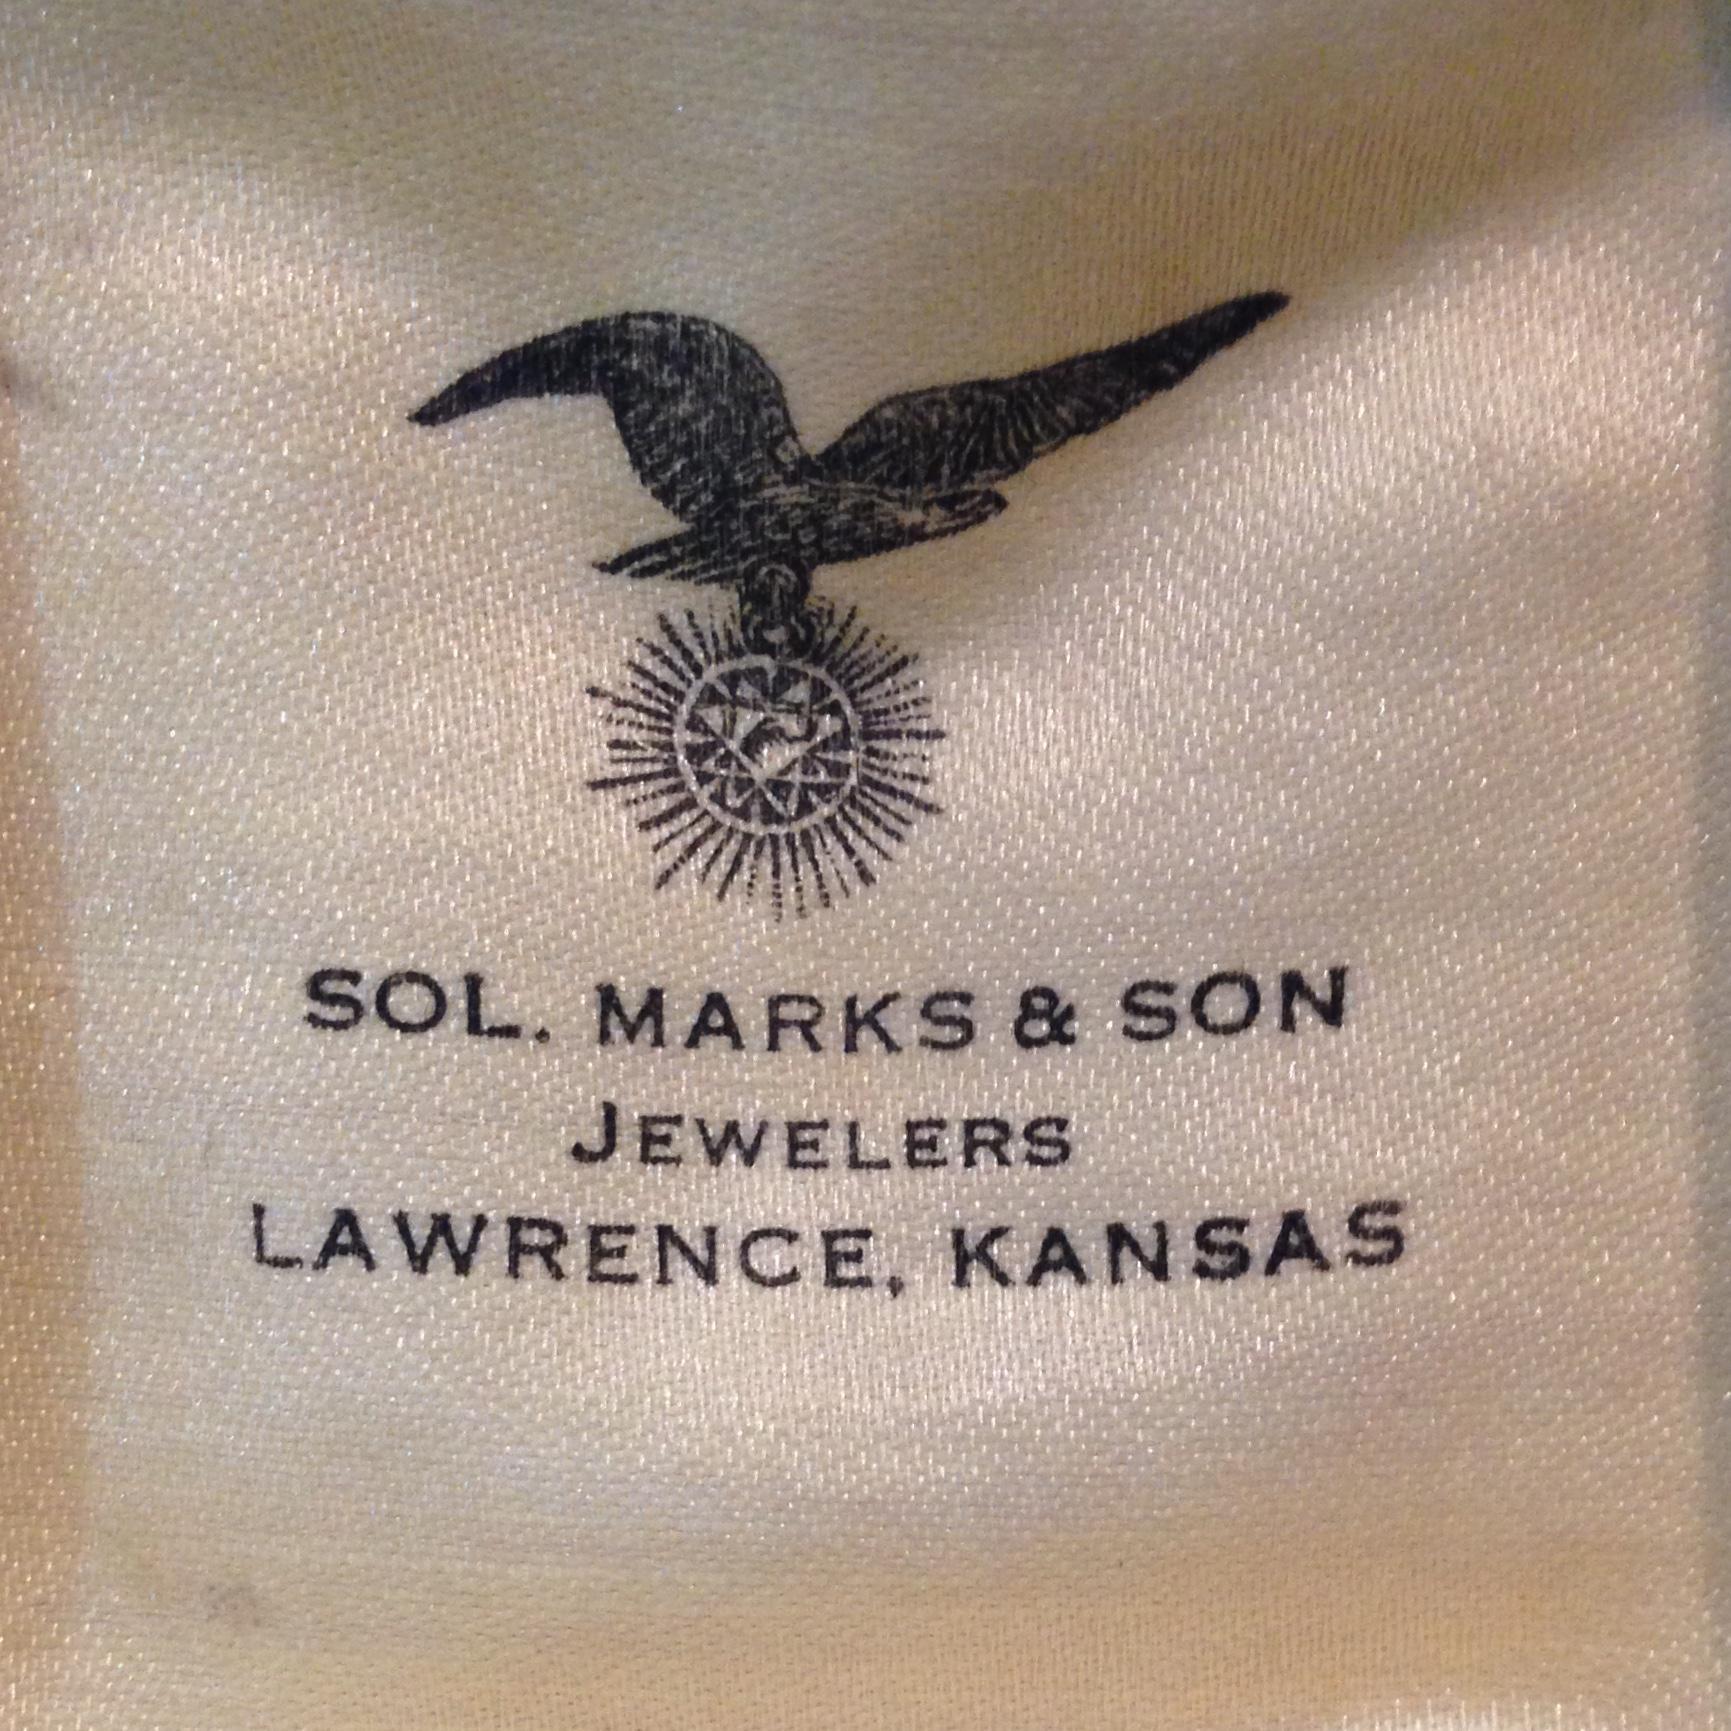 SOL. MARKS & SON
JEWELERS
LAWRENCE, KANSAS